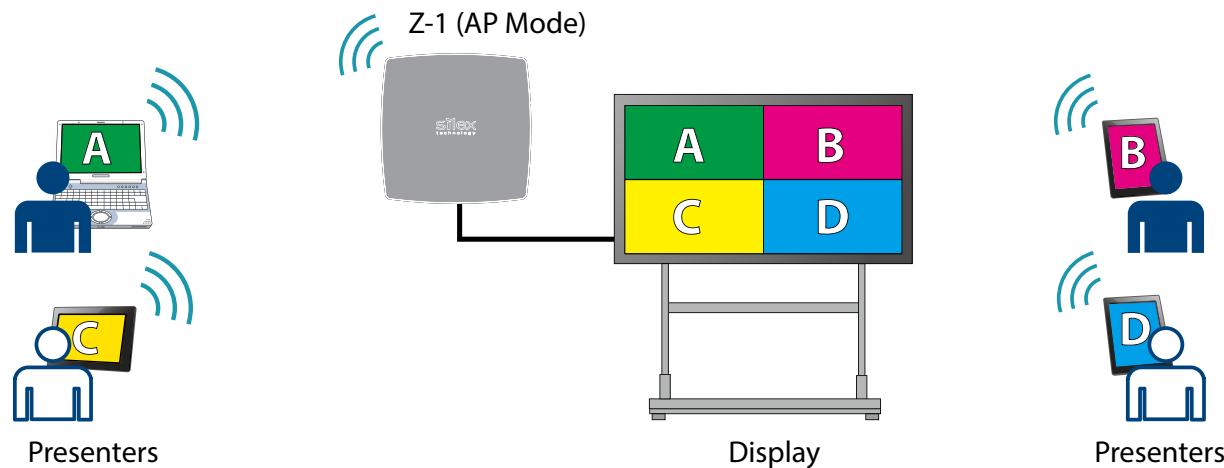 Z-1 (AP Mode)
silex
technology
A
A
B
B
C
D
C
D
Presenters
Display
Presenters